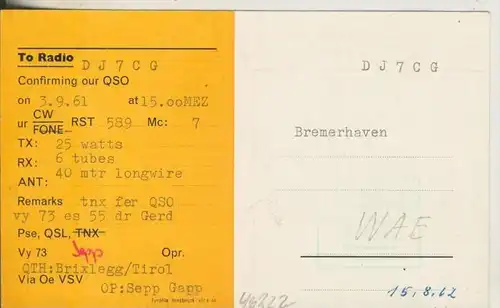 To Radio DJ7CG
Confirming our QSO
on 3.9.61 at 15.ooMEZ
ur CW RST 589 Mc: 7
FONE
TX: 25 watts
RX: 6 tubes
ANT: 40 mtr longwire
Remarks tnx fer QSO
vy 73 es 55 dr Gerd
Pse, QSL, TNX
Vy 73 Sepp Opr.
QTH:Brixlegg/Tirol
Via Oe VSV OP:Sepp Gapp
DJ7CG
Bremerhaven
WAE
46222
15.8.62